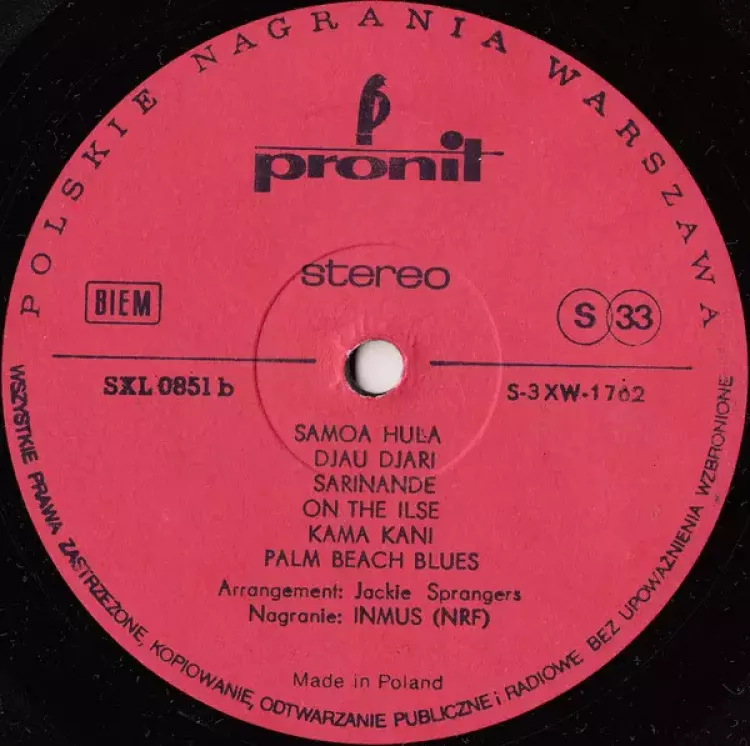 POLSKIE NAGRANIA WARSZAWA
pronit
stereo
BIEM
S 33
SXL 0851 b
S-3 XW-1762
SAMOA HULA
DJAU DJARI
SARINANDE
ON THE ILSE
KAMA KANI
PALM BEACH BLUES
Arrangement: Jackie Sprangers
Nagranie: INMUS (NRF)
Made in Poland
WSZYSTKIE PRAWA ZASTRZEŻONE, KOPIOWANIE, ODTWARZANIE PUBLICZNE i RADIOWE BEZ UPOWAŻNIENIA WZBRONIONE